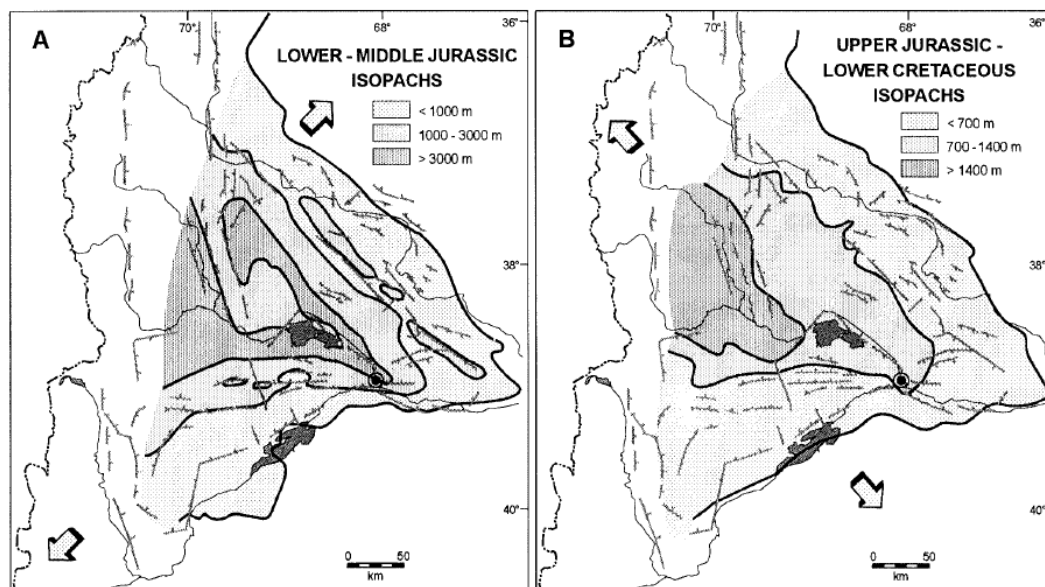 A
70°
68°
36°
LOWER - MIDDLE JURASSIC
ISOPACHS
< 1000 m
1000 - 3000 m
> 3000 m
38°
40°
0 50
km
B
70°
68°
36°
UPPER JURASSIC -
LOWER CRETACEOUS
ISOPACHS
< 700 m
700-1400 m
> 1400 m
38°
40°
0 50
km